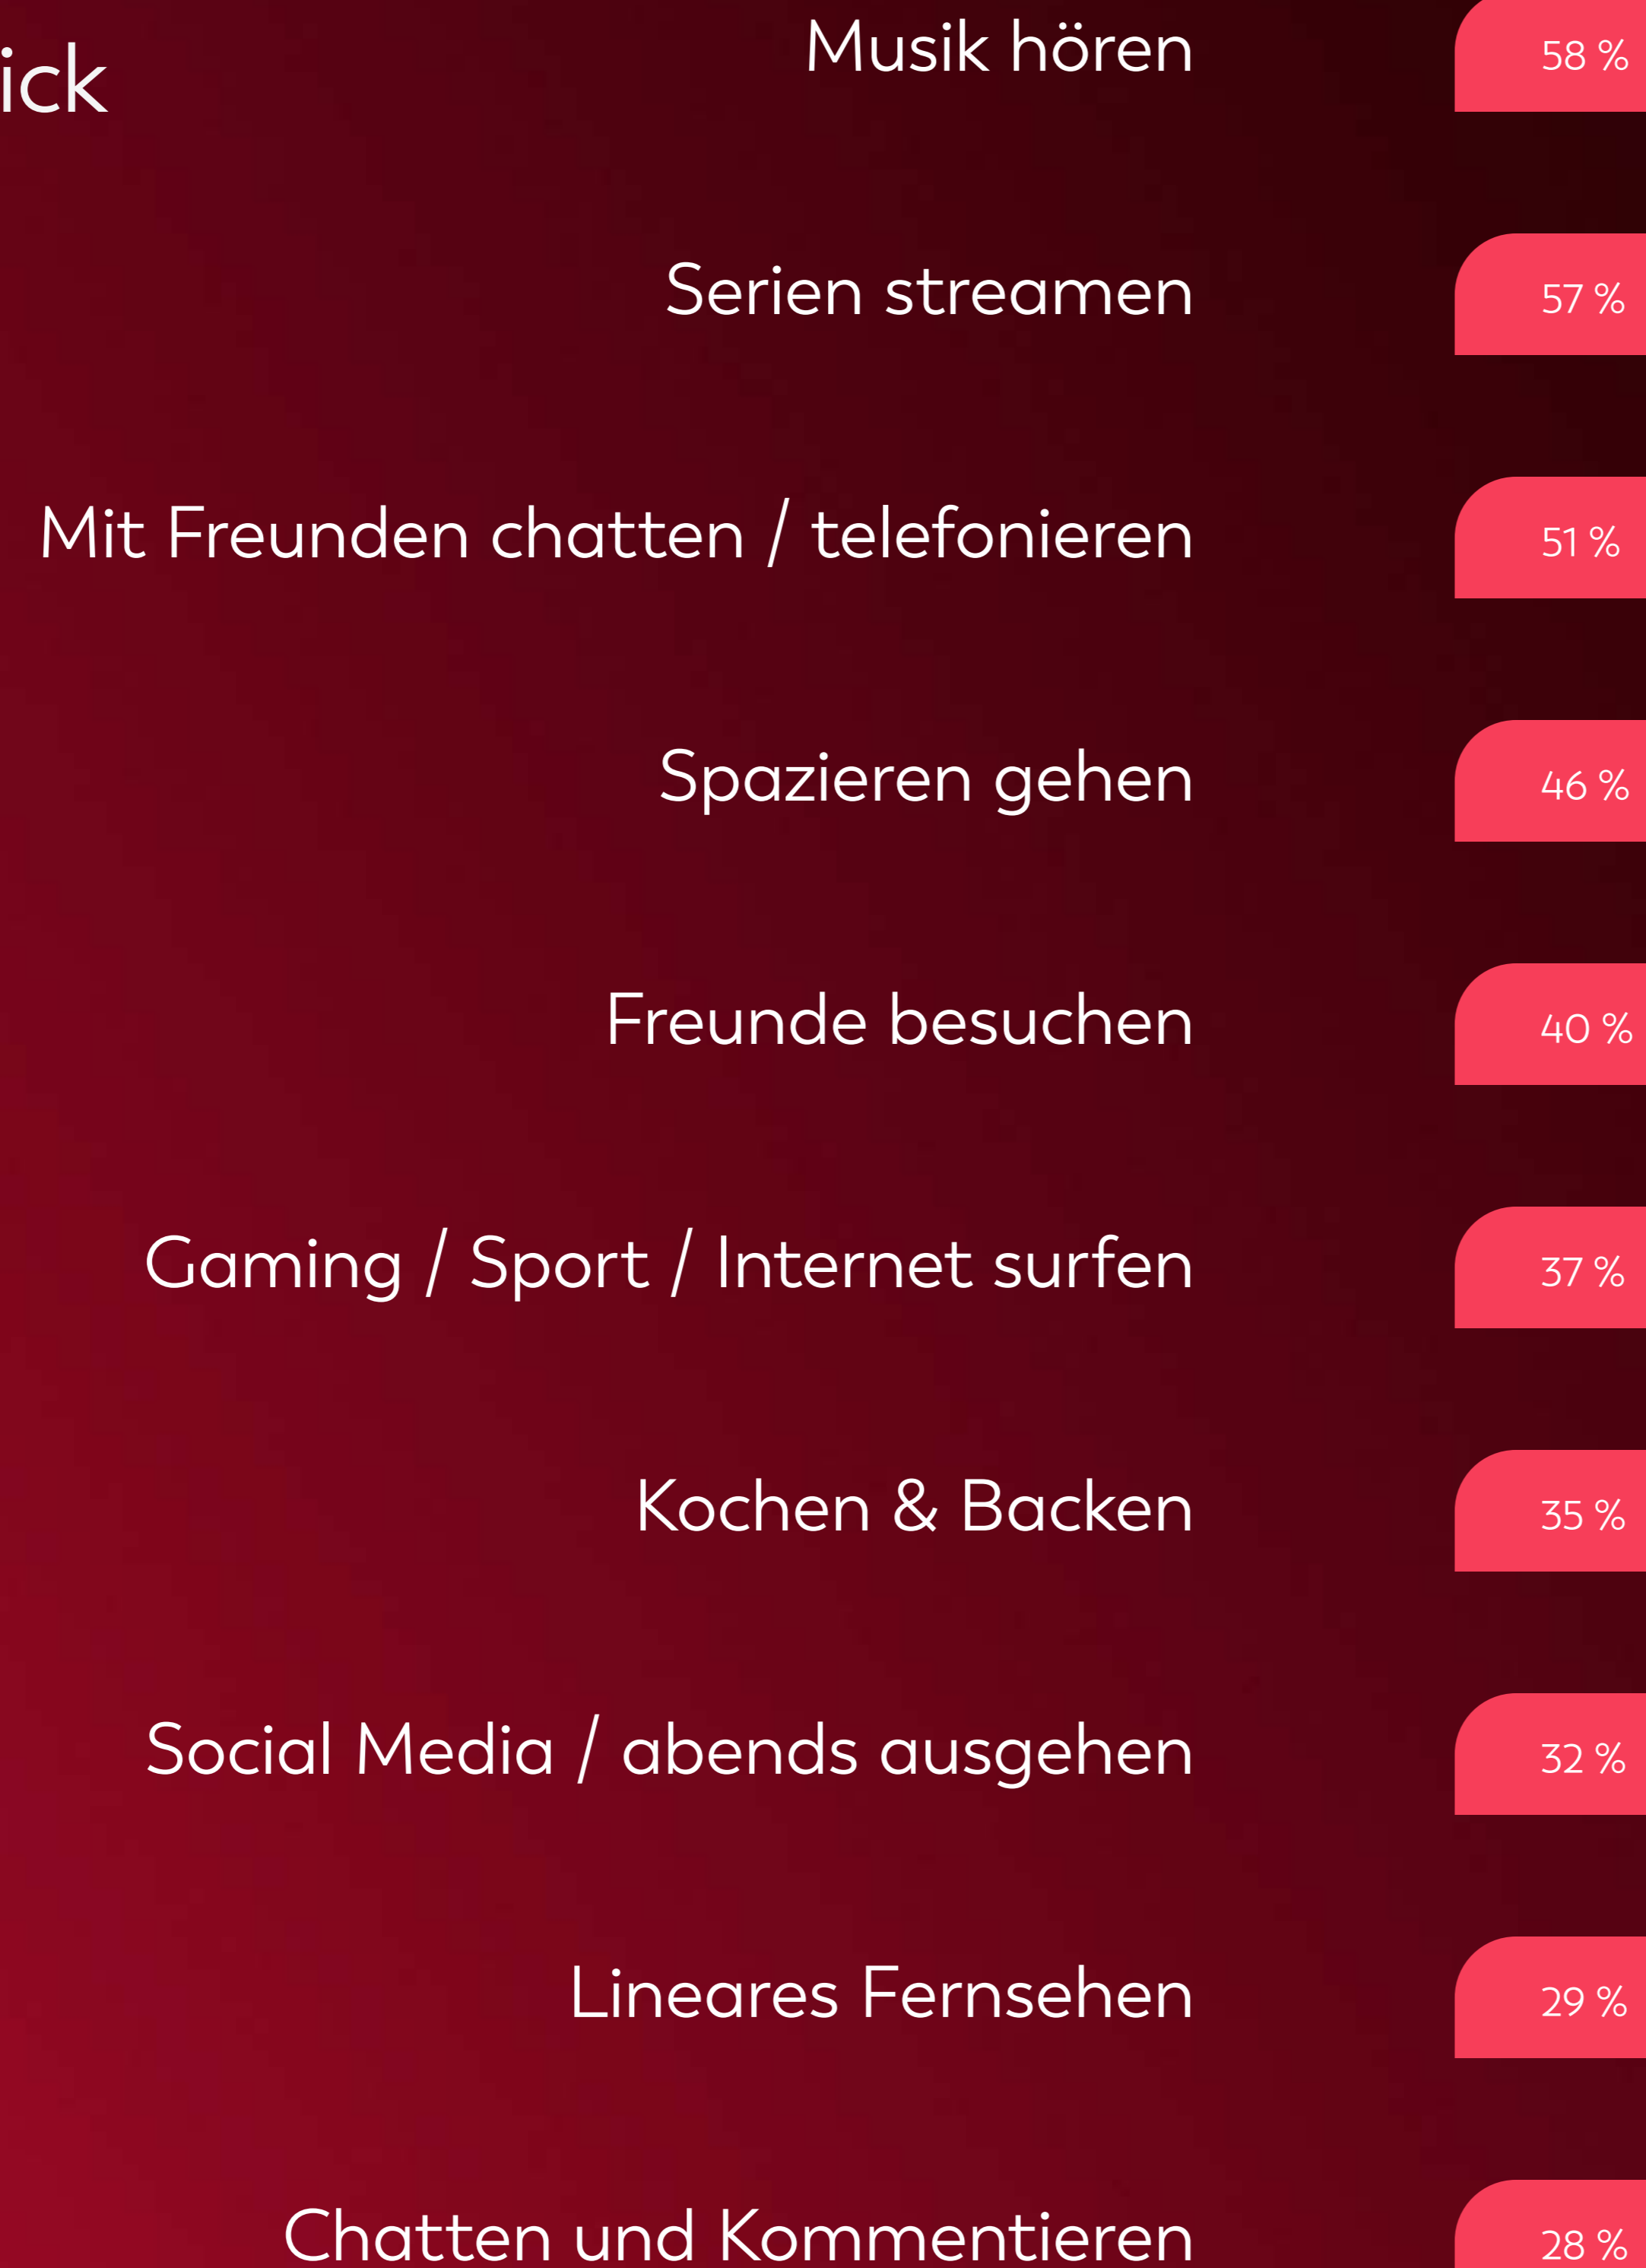 Musik hören 58 %
ick
Serien streamen 57 %
Mit Freunden chatten / telefonieren 51 %
Spazieren gehen 46 %
Freunde besuchen 40 %
Gaming / Sport / Internet surfen 37 %
Kochen & Backen 35 %
Social Media / abends ausgehen 32 %
Lineares Fernsehen 29 %
Chatten und Kommentieren 28 %